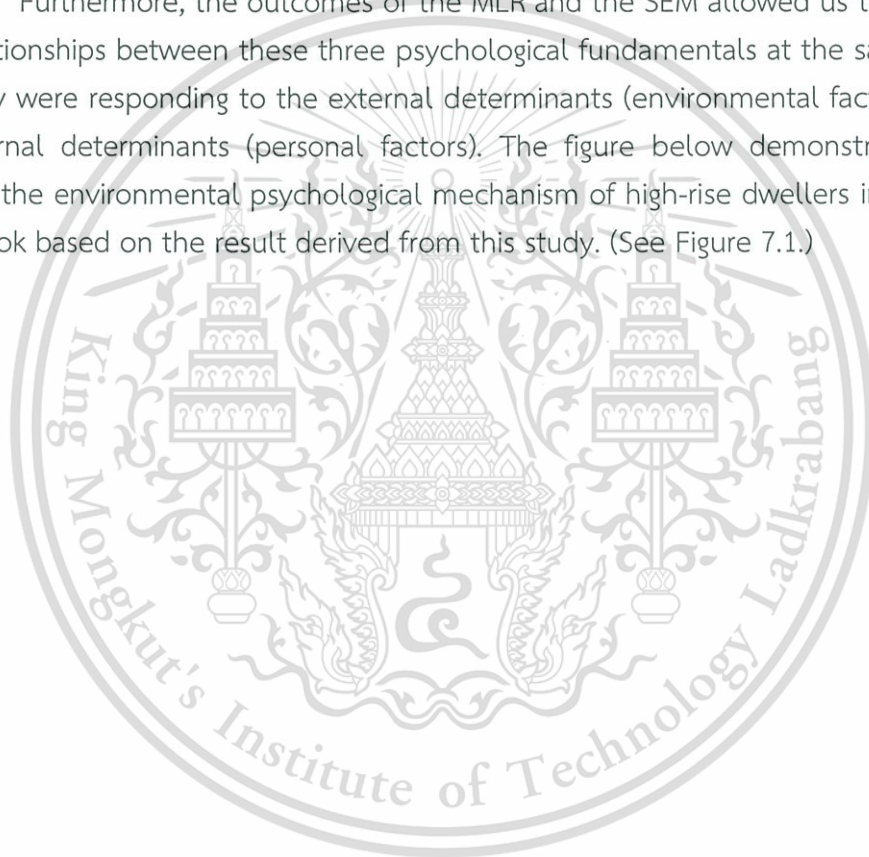 Furthermore, the outcomes of the MLR and the SEM allowed us t
tionships between these three psychological fundamentals at the sa
y were responding to the external determinants (environmental fact
rnal determinants (personal factors). The figure below demonstr
the environmental psychological mechanism of high-rise dwellers in
ok based on the result derived from this study. (See Figure 7.1.)
King Mongkut's Institute of Technology Ladkrabang